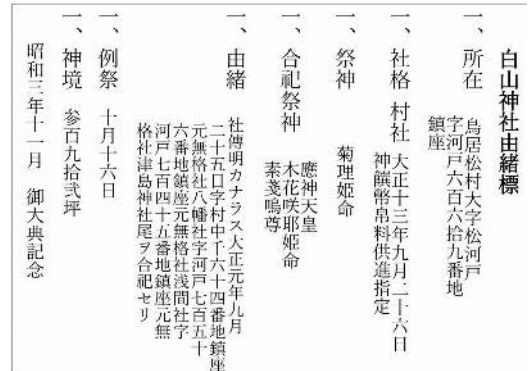 白山神社由緒標
一、所在 鳥居松村大字松河戸
字河戸六百六拾九番地
鎮座
一、社格 村社 大正十三年九月二十六日
神饌幣帛料供進指定
一、祭神 菊理姫命
一、合祀祭神 應神天皇
木花咲耶姫命
素戔嗚尊
一、由緒 社傳明カナラス大正元年九月
二十五口字村中千六十四番地鎮座
元無格社八幡社字河戸七百五十
六番地鎮座元無格社浅間社字
河戸七百四十五番地鎮座元無
格社津島神社尾ヲ合祀セリ
一、例祭 十月十六日
一、神境 参百九拾弐坪
昭和三年十一月 御大典記念